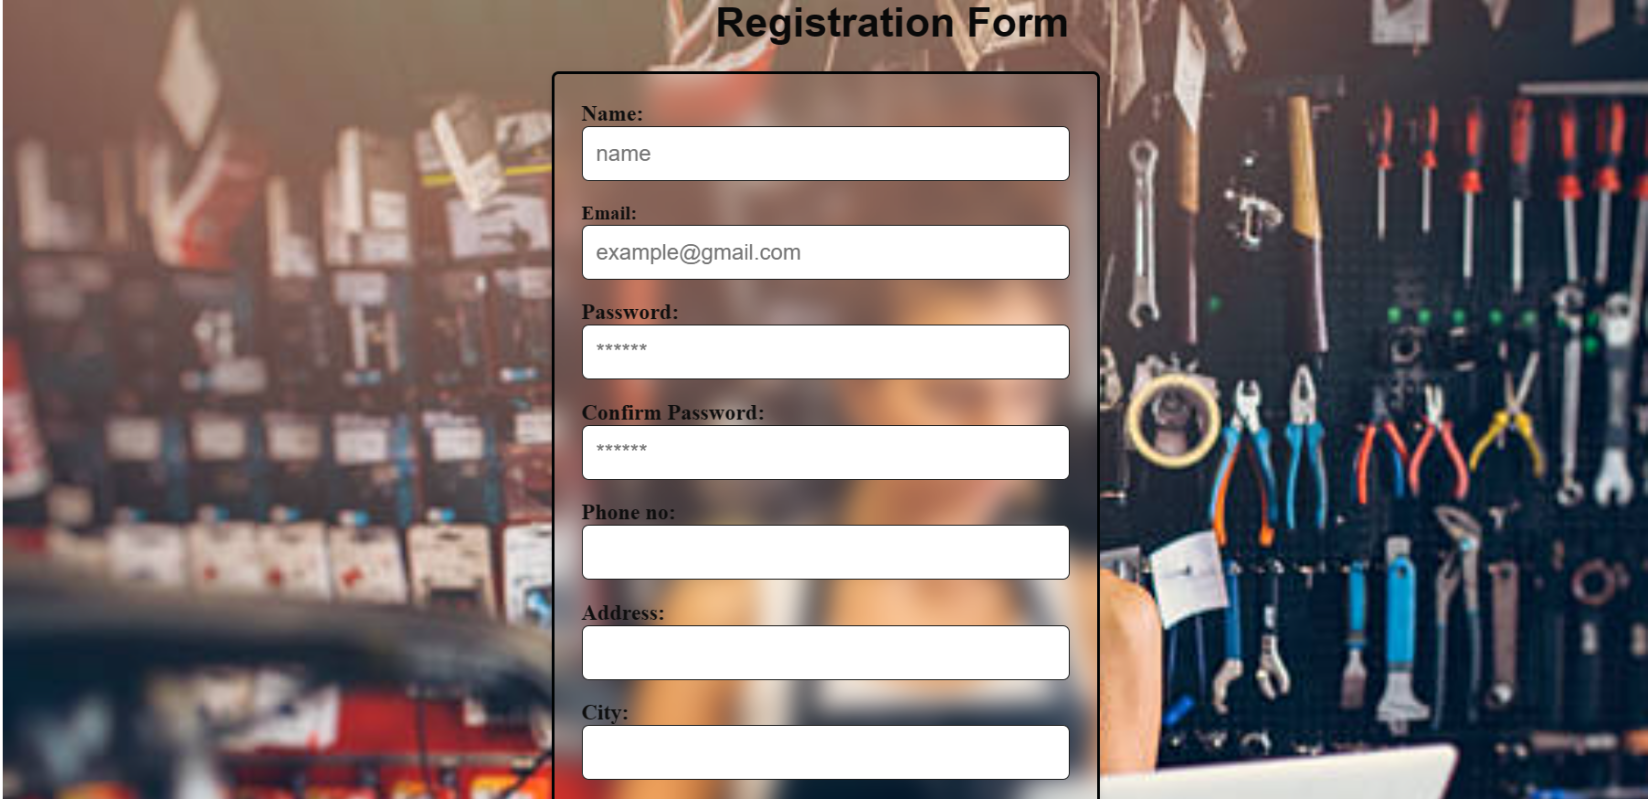 Registration Form
Name:
name
Email:
example@gmail.com
Password:
******
Confirm Password:
******
Phone no:
Address:
City: